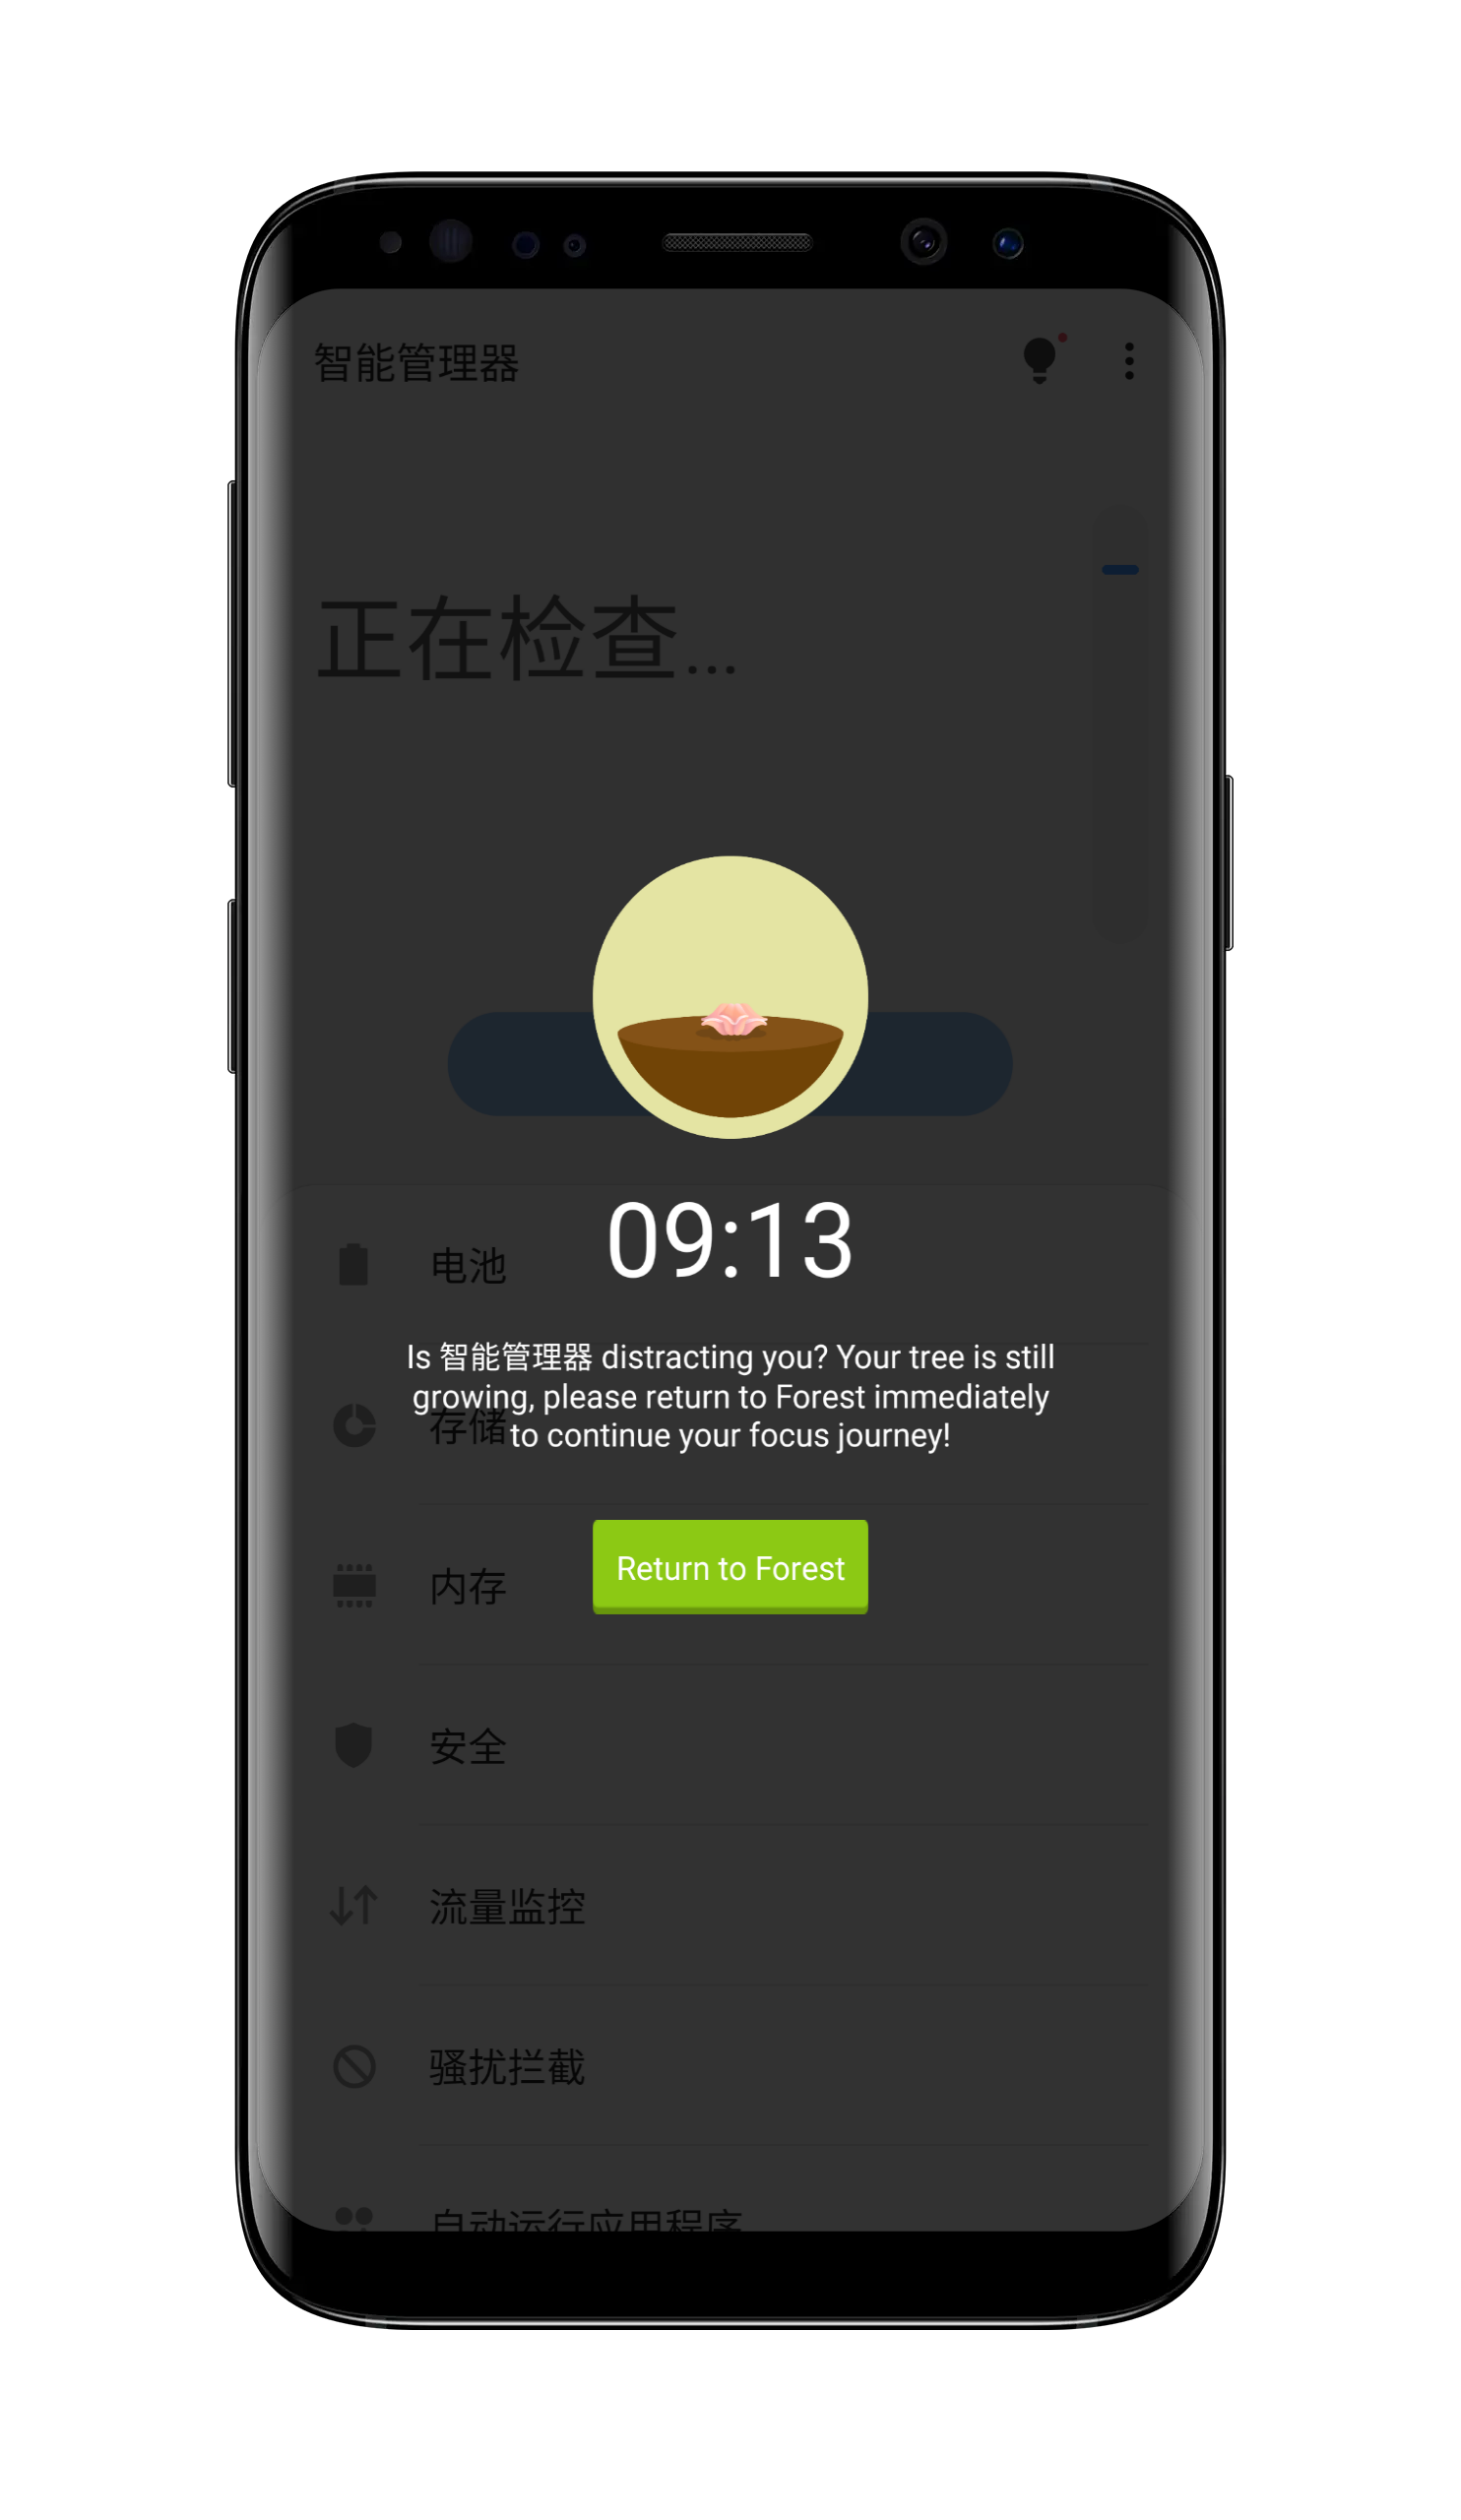 智能管理器
正在检查...
09:13
电池
Is 智能管理器 distracting you? Your tree is still
growing, please return to Forest immediately
存储
to continue your focus journey!
Return to Forest
内存
安全
流量监控
骚扰拦截
自动运行应用程序